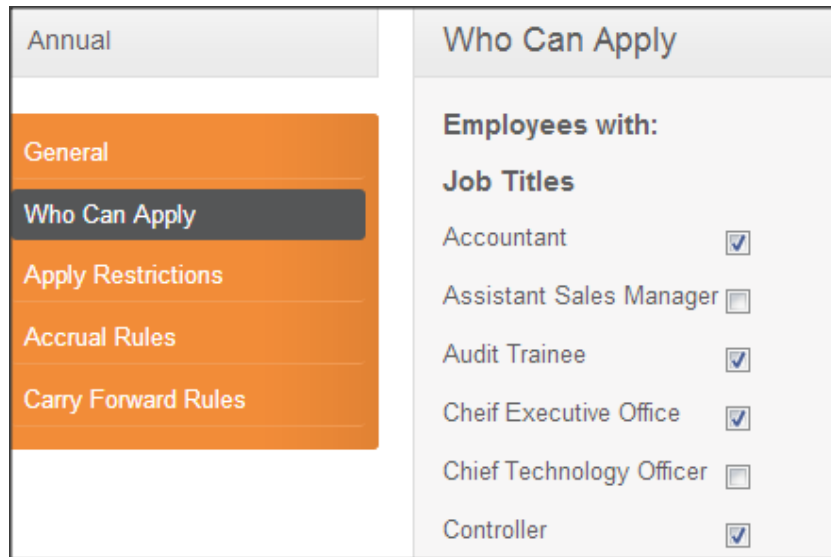 Annual
General
Who Can Apply
Apply Restrictions
Accrual Rules
Carry Forward Rules
Who Can Apply
Employees with:
Job Titles
Accountant
Assistant Sales Manager
Audit Trainee
Cheif Executive Office
Chief Technology Officer
Controller